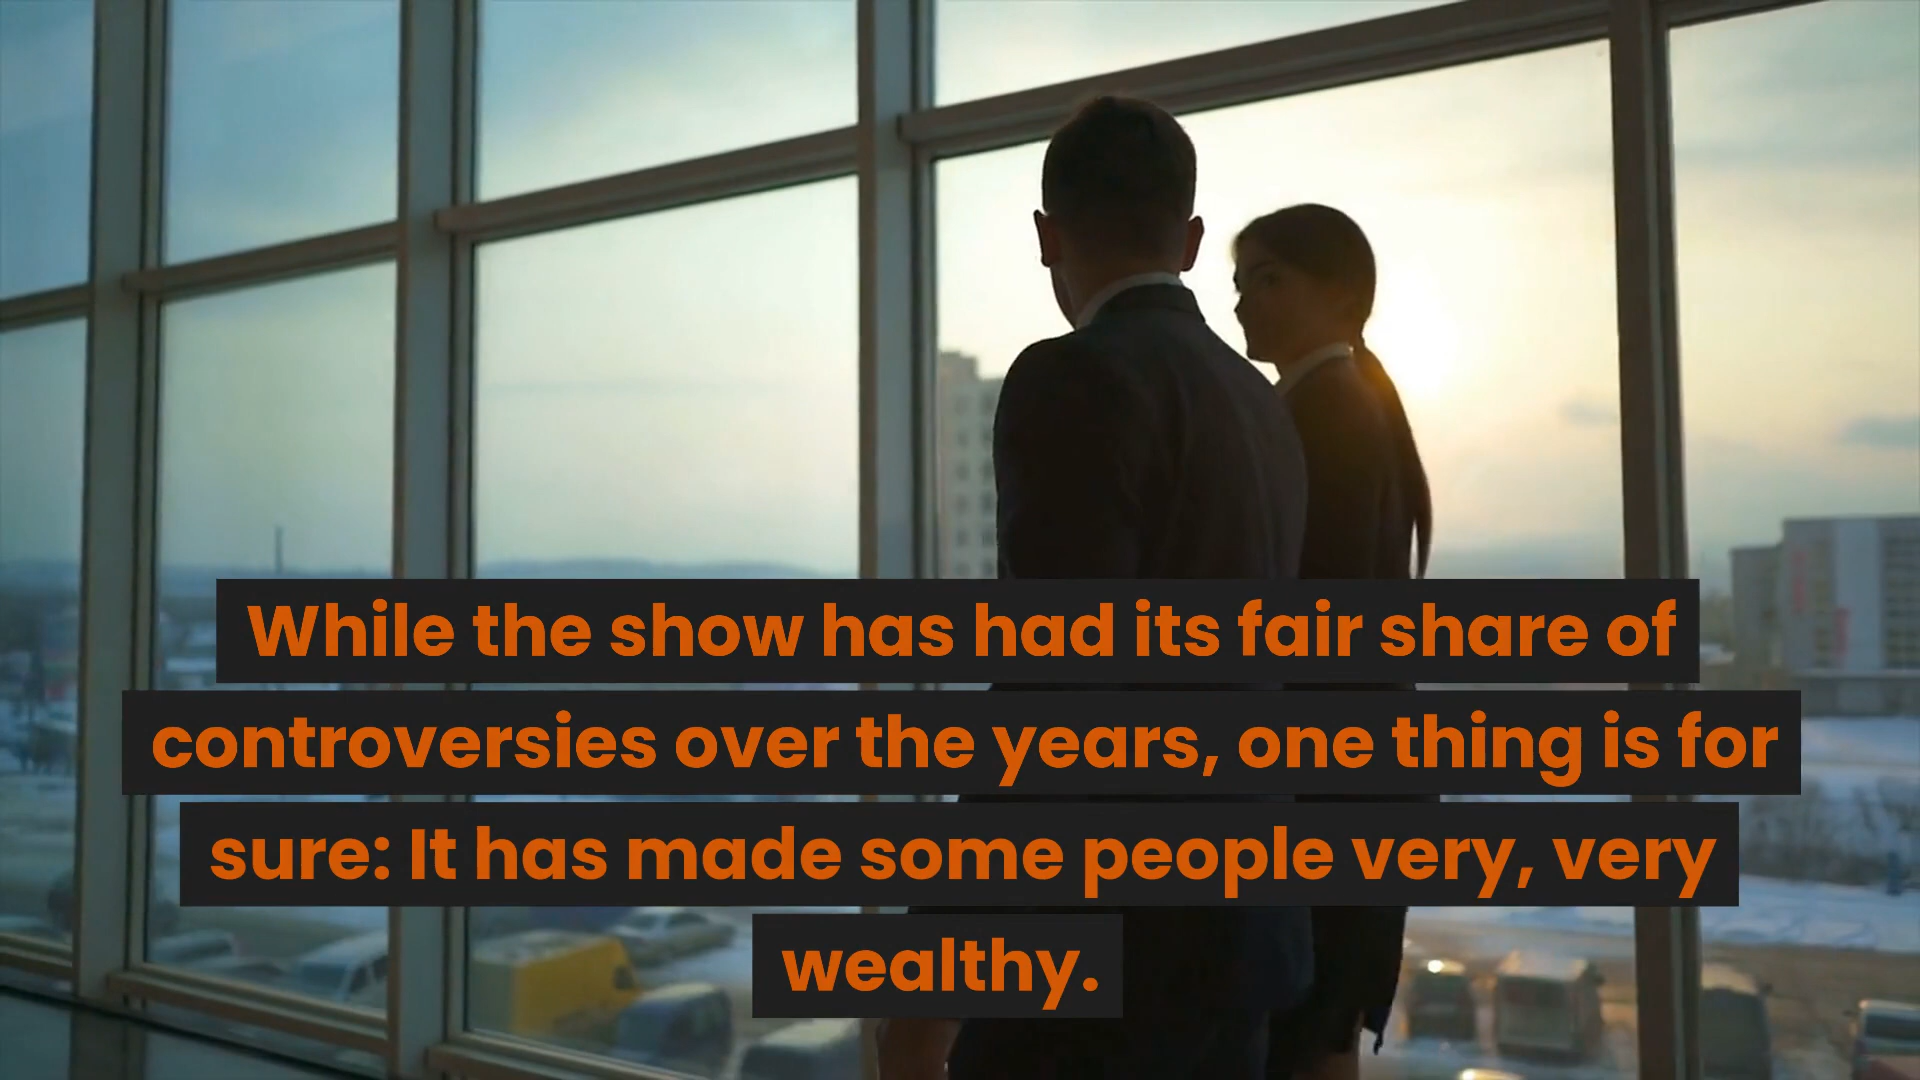 While the show has had its fair share of
controversies over the years, one thing is for
sure: It has made some people very, very
wealthy.